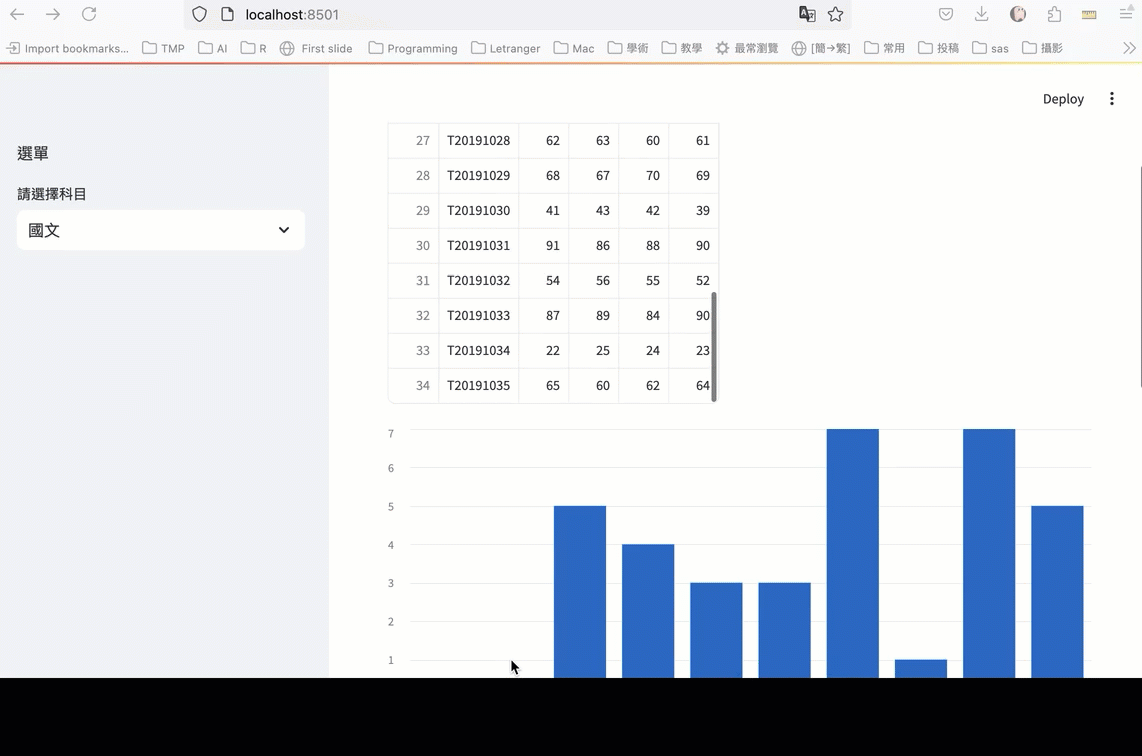 localhost:8501
Import bookmarks... TMP AI R First slide Programming Letranger Mac 學術 教學 最常瀏覽 [簡→繁] 常用 投稿 sas 攝影
Deploy
選單
請選擇科目
國文
27 T20191028 62 63 60 61
28 T20191029 68 67 70 69
29 T20191030 41 43 42 39
30 T20191031 91 86 88 90
31 T20191032 54 56 55 52
32 T20191033 87 89 84 90
33 T20191034 22 25 24 23
34 T20191035 65 60 62 64
7
6
5
4
3
2
1